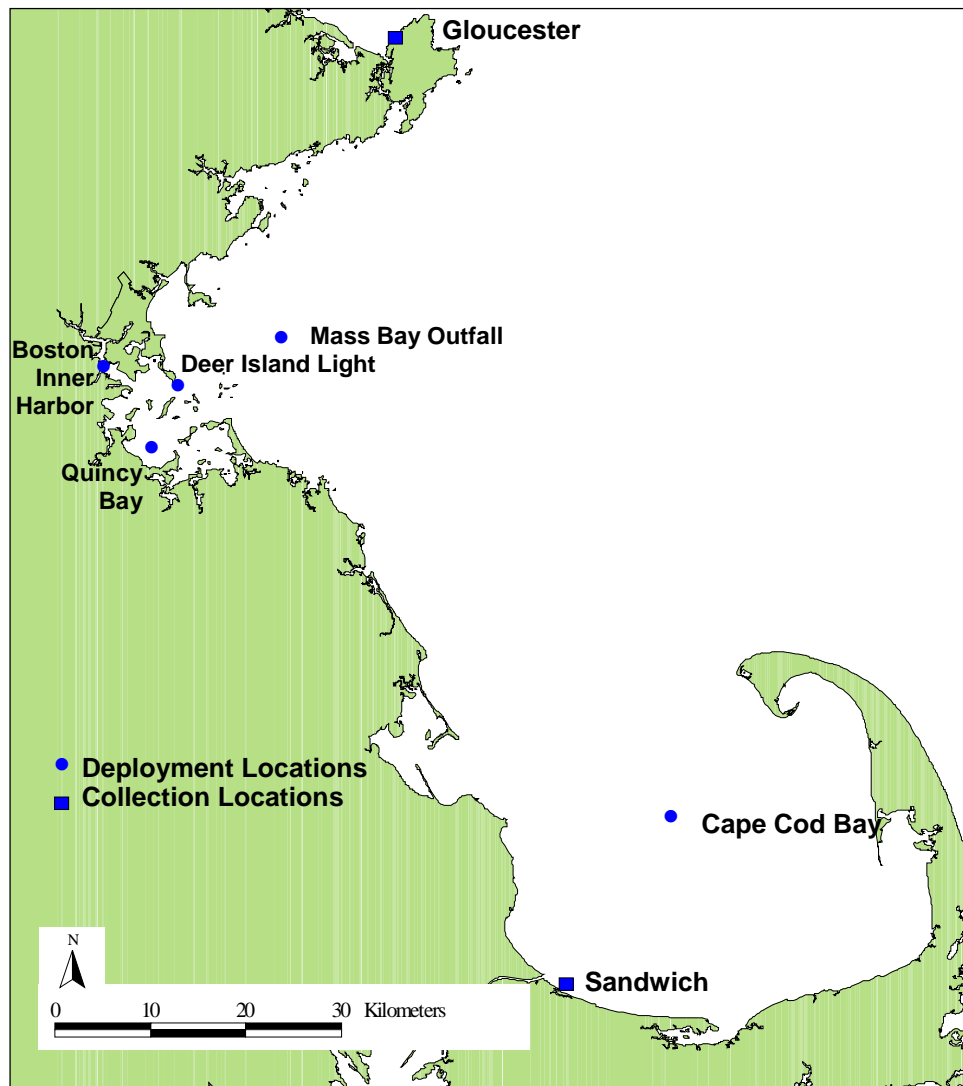 Gloucester
Mass Bay Outfall
Boston
Inner
Harbor
Deer Island Light
Quincy
Bay
Deployment Locations
Collection Locations
Cape Cod Bay
Sandwich
N
0 10 20 30 Kilometers